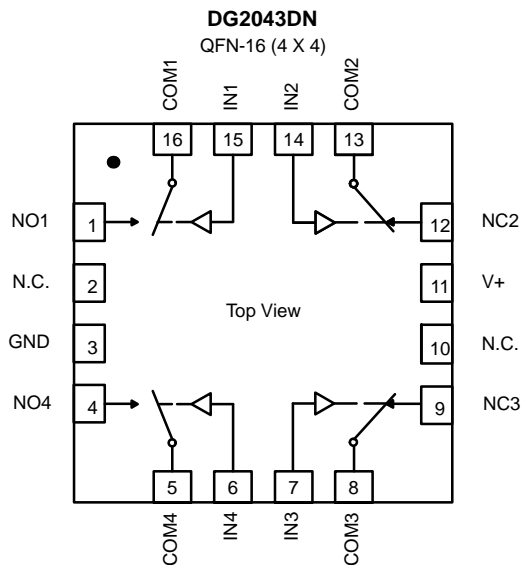 DG2043DN
QFN-16 (4 X 4)
COM1
IN1
IN2
COM2
16
15
14
13
NO1
1
12
NC2
N.C.
2
11
V+
Top View
GND
3
10
N.C.
NO4
4
9
NC3
5
6
7
8
COM4
IN4
IN3
COM3